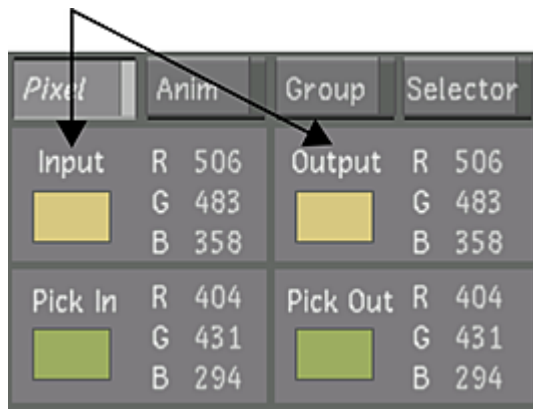 Pixel Anim Group Selector
Input R 506 Output R 506
G 483 G 483
B 358 B 358
Pick In R 404 Pick Out R 404
G 431 G 431
B 294 B 294